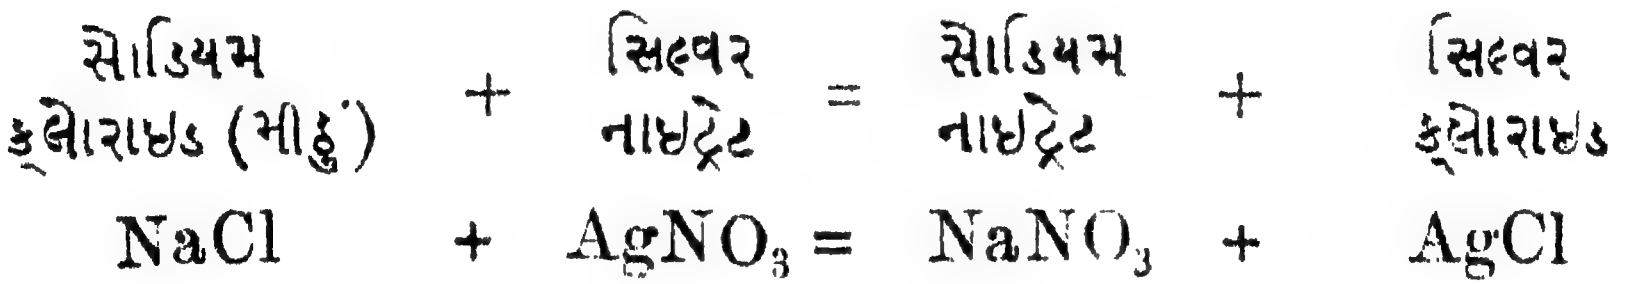 સોડિયમ + સિલ્વર = સોડિયમ + સિલ્વર
ક્લોરાઇડ (મીઠું) નાઇટ્રેટ નાઇટ્રેટ ક્લોરાઇડ
NaCl + AgNO₃ = NaNO₃ + AgCl